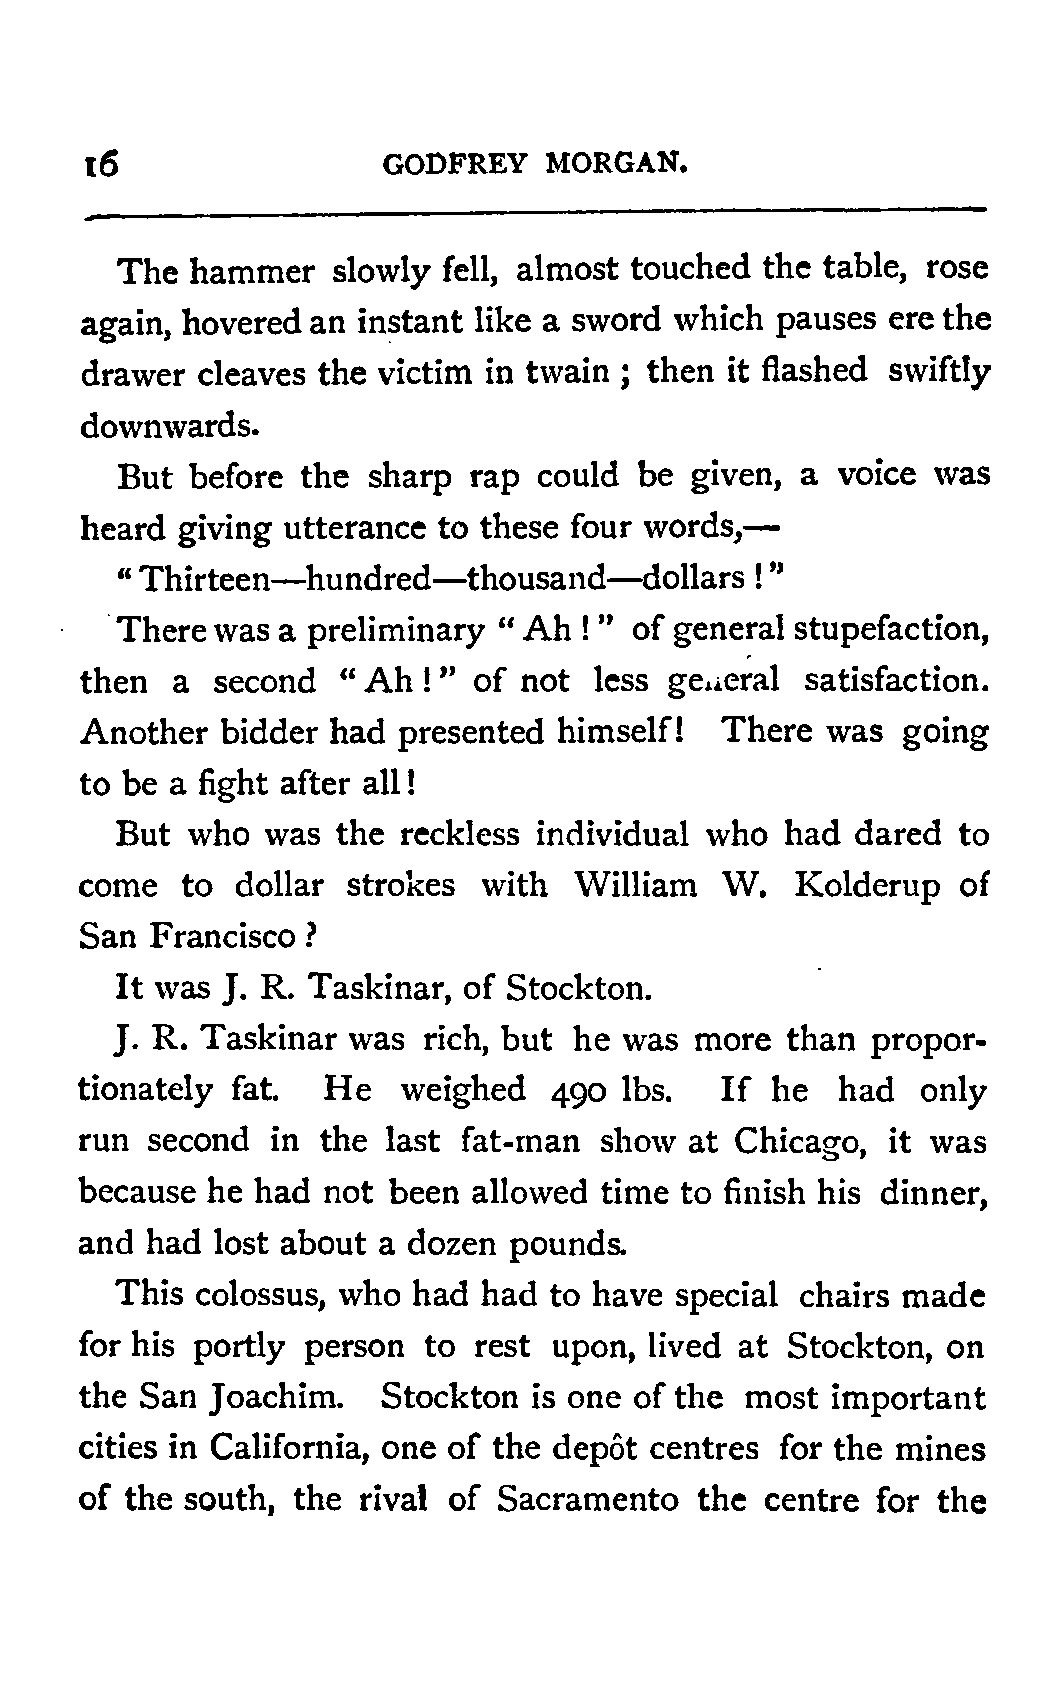 16 GODFREY MORGAN.
The hammer slowly fell, almost touched the table, rose
again, hovered an instant like a sword which pauses ere the
drawer cleaves the victim in twain ; then it flashed swiftly
downwards.
But before the sharp rap could be given, a voice was
heard giving utterance to these four words,—
“ Thirteen—hundred—thousand—dollars ! ”
There was a preliminary “ Ah ! ” of general stupefaction,
then a second “ Ah ! ” of not less general satisfaction.
Another bidder had presented himself! There was going
to be a fight after all!
But who was the reckless individual who had dared to
come to dollar strokes with William W. Kolderup of
San Francisco ?
It was J. R. Taskinar, of Stockton.
J. R. Taskinar was rich, but he was more than propor-
tionately fat. He weighed 490 lbs. If he had only
run second in the last fat-man show at Chicago, it was
because he had not been allowed time to finish his dinner,
and had lost about a dozen pounds.
This colossus, who had had to have special chairs made
for his portly person to rest upon, lived at Stockton, on
the San Joachim. Stockton is one of the most important
cities in California, one of the depôt centres for the mines
of the south, the rival of Sacramento the centre for the